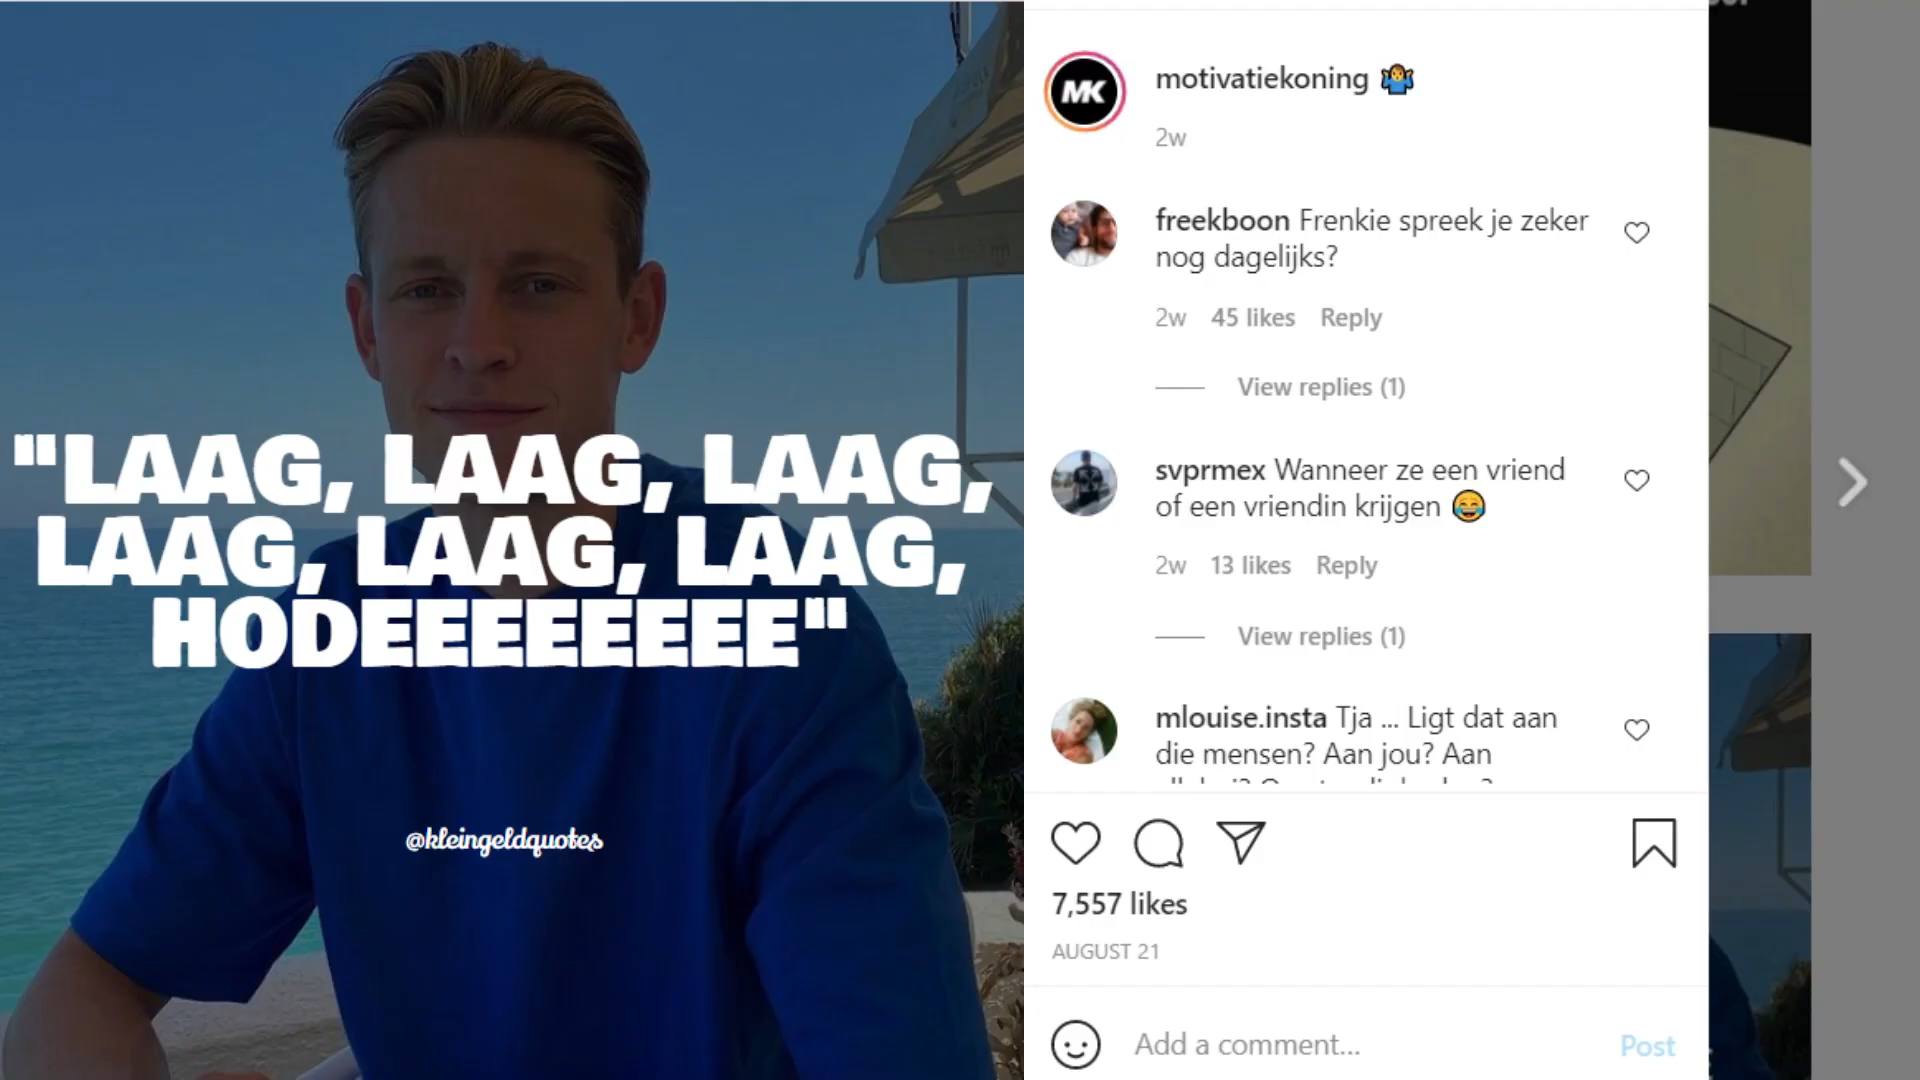 "LAAG, LAAG, LAAG,
LAAG, LAAG, LAAG,
HODEEEEEEEE"
@kleingeldquotes
MK
motivatiekoning 🤷‍♂️
2w
freekboon Frenkie spreek je zeker
nog dagelijks?
2w 45 likes Reply
View replies (1)
svprmex Wanneer ze een vriend
of een vriendin krijgen 😂
2w 13 likes Reply
View replies (1)
mlouise.insta Tja ... Ligt dat aan
die mensen? Aan jou? Aan
7,557 likes
AUGUST 21
Add a comment...
Post